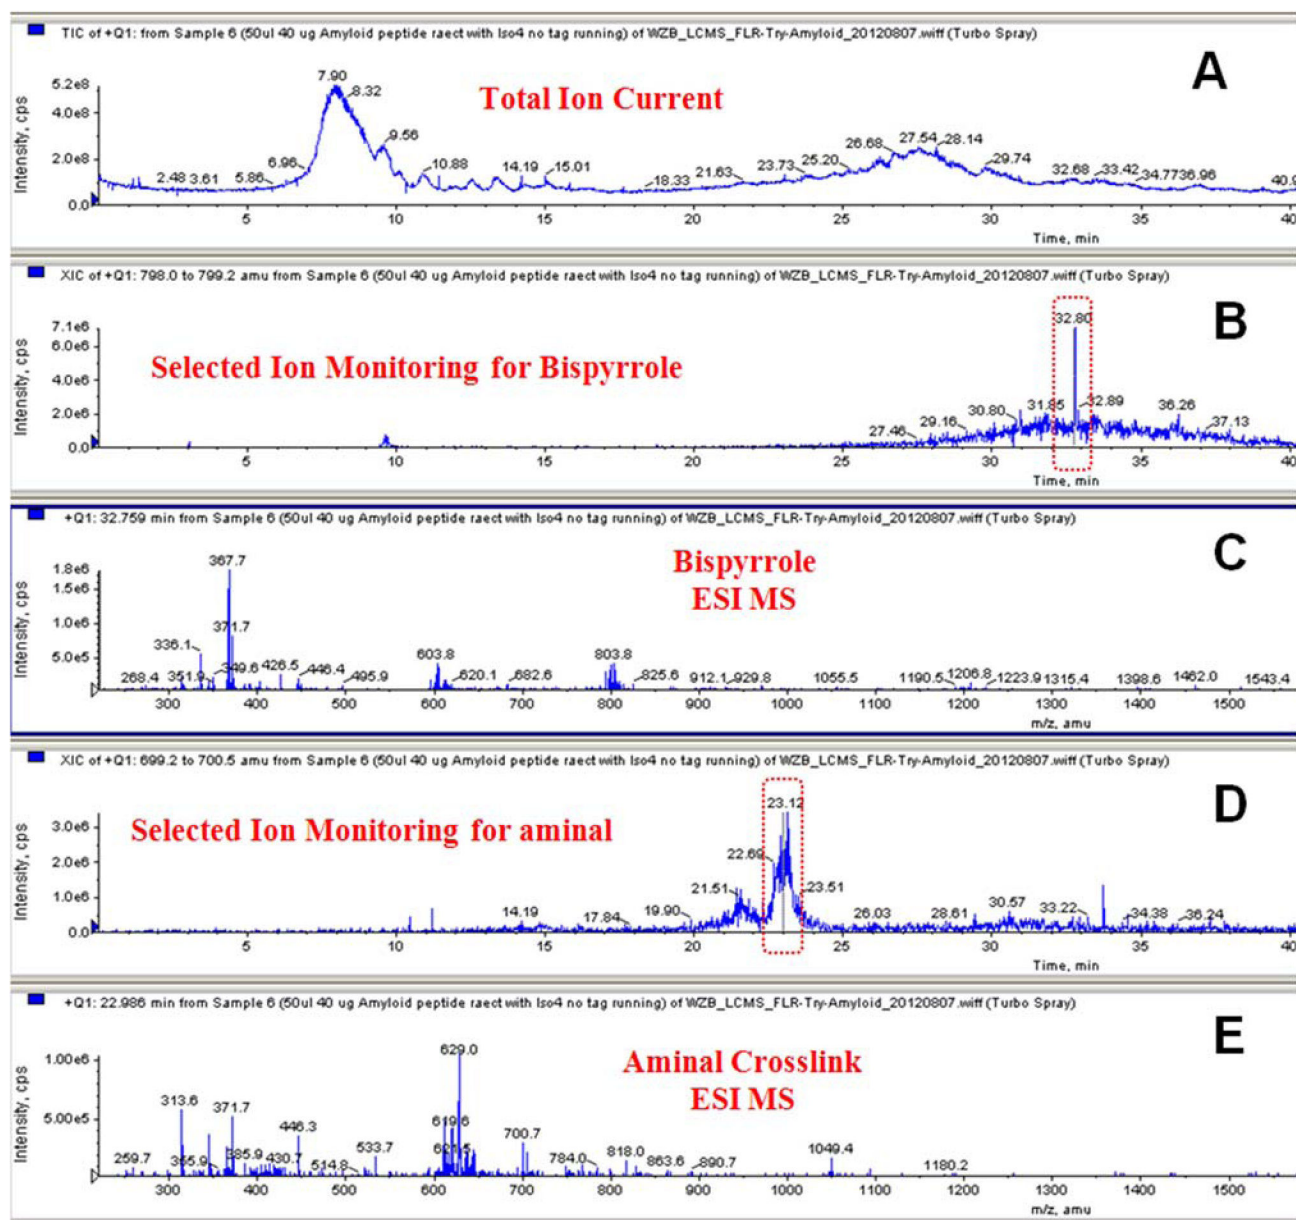 TIC of +Q1: from Sample 6 (50ul 40 ug Amyloid peptide raect with Iso4 no tag running) of WZB_LCMS_FLR-Try-Amyloid_20120807.wiff (Turbo Spray)
A
Total Ion Current
Intensity, cps
5.2e8
4.0e8
2.0e8
0.0
2.48 3.61 5.86 6.96 7.90 8.32 9.56 10.88 14.19 15.01 18.33 21.63 23.73 25.20 26.68 27.54 28.14 29.74 32.68 33.42 34.77 36.96 40.9
5 10 15 20 25 30 35 40
Time, min
XIC of +Q1: 798.0 to 799.2 amu from Sample 6 (50ul 40 ug Amyloid peptide raect with Iso4 no tag running) of WZB_LCMS_FLR-Try-Amyloid_20120807.wiff (Turbo Spray)
B
Selected Ion Monitoring for Bispyrrole
Intensity, cps
7.1e6
6.0e6
4.0e6
2.0e6
0.0
27.46 29.16 30.80 31.85 32.80 32.89 36.26 37.13
5 10 15 20 25 30 35 40
Time, min
+Q1: 32.759 min from Sample 6 (50ul 40 ug Amyloid peptide raect with Iso4 no tag running) of WZB_LCMS_FLR-Try-Amyloid_20120807.wiff (Turbo Spray)
C
Bispyrrole
ESI MS
Intensity, cps
1.8e6
1.5e6
1.0e6
5.0e5
268.4 336.1 351.9 349.6 367.7 371.7 426.5 446.4 495.9 603.8 620.1 682.6 803.8 825.6 912.1 929.8 1055.5 1190.5 1206.8 1223.9 1315.4 1398.6 1462.0 1543.4
300 400 500 600 700 800 900 1000 1100 1200 1300 1400 1500
m/z, amu
XIC of +Q1: 699.2 to 700.5 amu from Sample 6 (50ul 40 ug Amyloid peptide raect with Iso4 no tag running) of WZB_LCMS_FLR-Try-Amyloid_20120807.wiff (Turbo Spray)
D
Selected Ion Monitoring for aminal
Intensity, cps
3.0e6
2.0e6
1.0e6
0.0
14.19 17.84 19.90 21.51 22.69 23.12 23.51 26.03 28.61 30.57 33.22 34.38 36.24
5 10 15 20 25 30 35 40
Time, min
+Q1: 22.986 min from Sample 6 (50ul 40 ug Amyloid peptide raect with Iso4 no tag running) of WZB_LCMS_FLR-Try-Amyloid_20120807.wiff (Turbo Spray)
E
Aminal Crosslink
ESI MS
Intensity, cps
1.00e6
5.00e5
259.7 313.6 371.7 385.9 430.7 446.3 514.8 533.7 619.6 629.0 700.7 784.0 818.0 863.6 890.7 1049.4 1180.2
300 400 500 600 700 800 900 1000 1100 1200 1300 1400 1500
m/z, amu